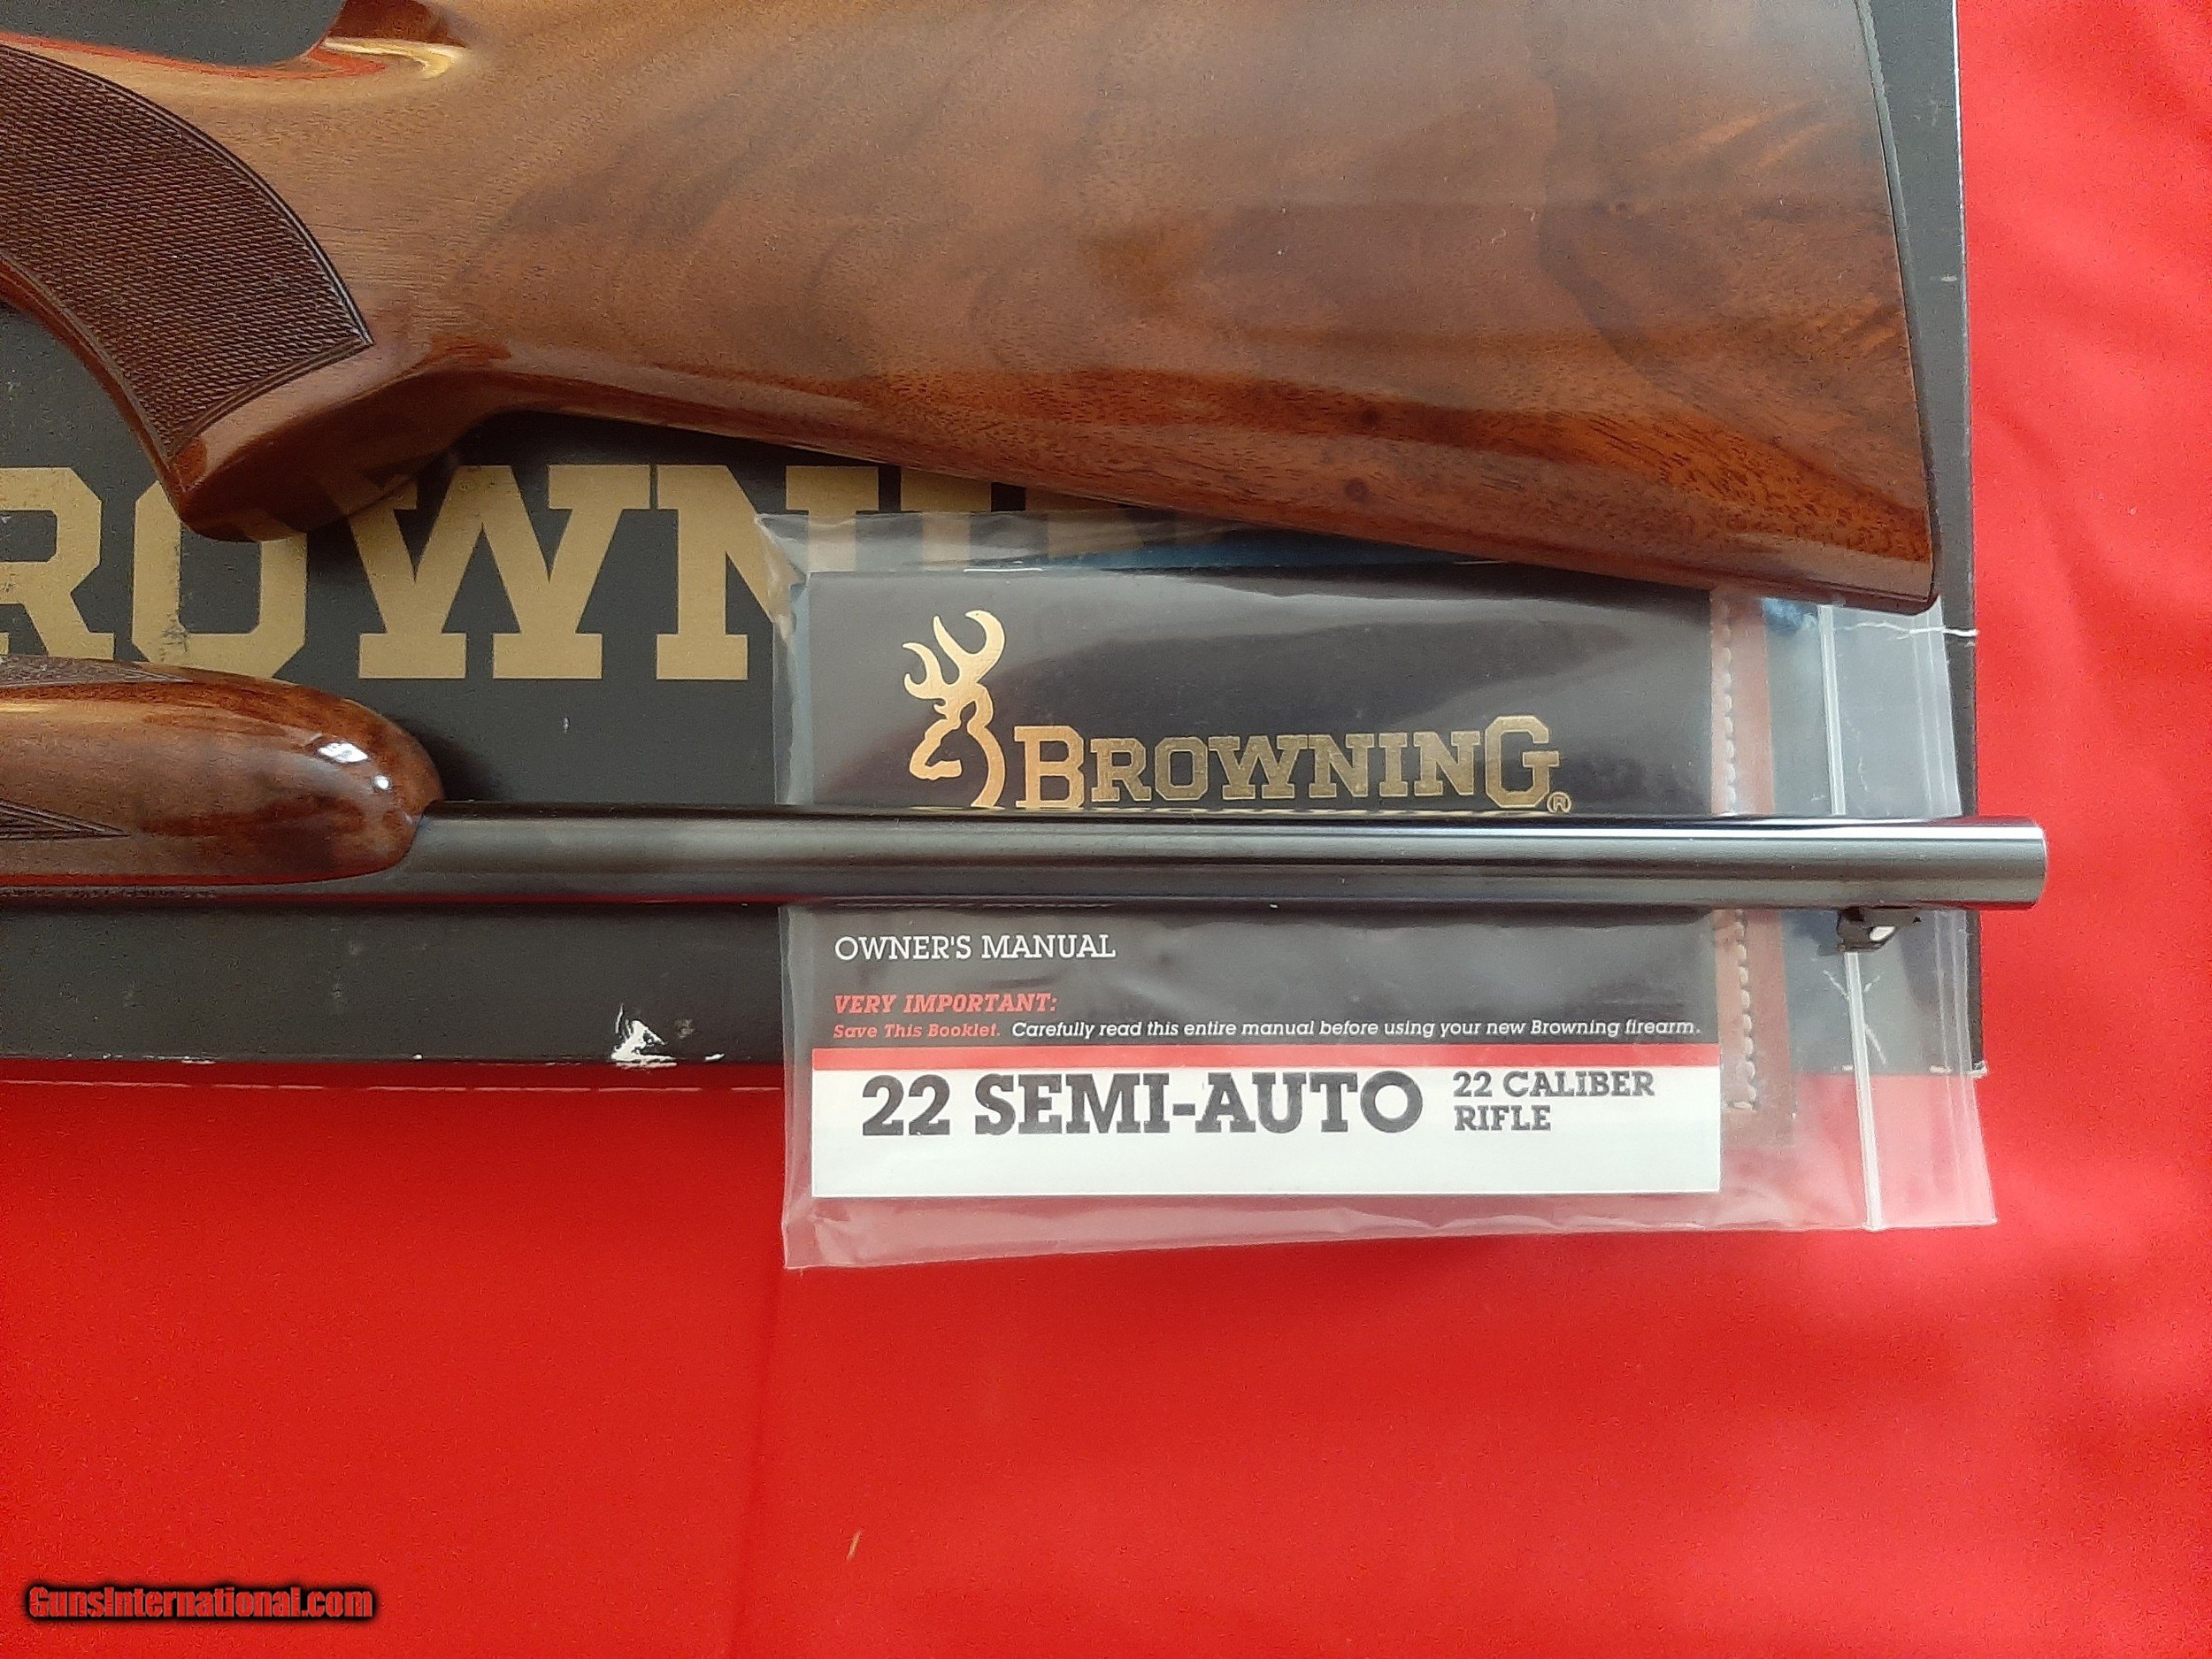 ROWNIN
BROWNING®
OWNER'S MANUAL
VERY IMPORTANT:
Save This Booklet. Carefully read this entire manual before using your new Browning firearm.
22 SEMI-AUTO 22 CALIBER
RIFLE
GunsInternational.com